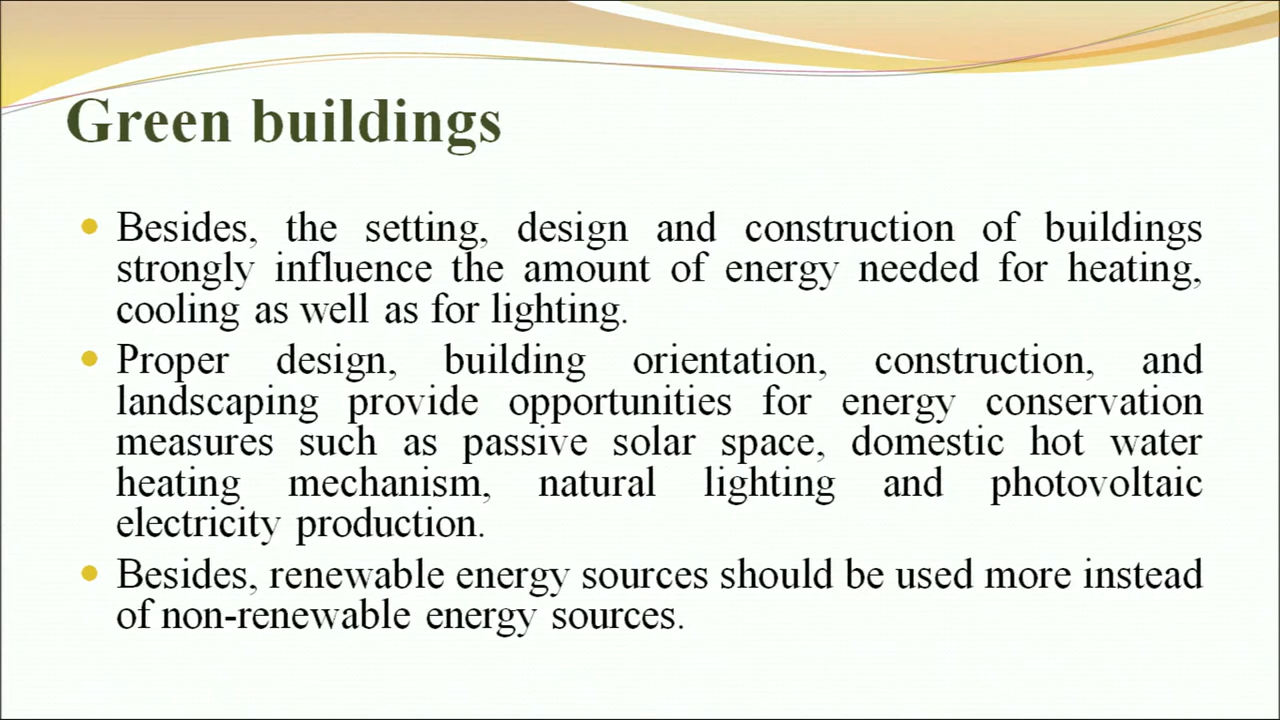 Green buildings
Besides, the setting, design and construction of buildings
strongly influence the amount of energy needed for heating,
cooling as well as for lighting.
Proper design, building orientation, construction, and
landscaping provide opportunities for energy conservation
measures such as passive solar space, domestic hot water
heating mechanism, natural lighting and photovoltaic
electricity production.
Besides, renewable energy sources should be used more instead
of non-renewable energy sources.